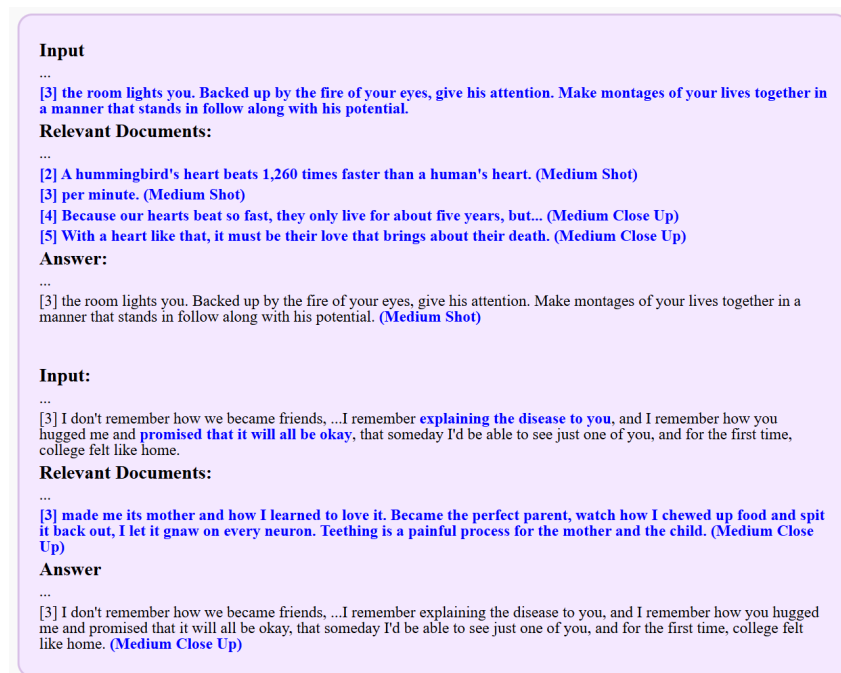 Input
...
[3] the room lights you. Backed up by the fire of your eyes, give his attention. Make montages of your lives together in
a manner that stands in follow along with his potential.
Relevant Documents:
...
[2] A hummingbird's heart beats 1,260 times faster than a human's heart. (Medium Shot)
[3] per minute. (Medium Shot)
[4] Because our hearts beat so fast, they only live for about five years, but... (Medium Close Up)
[5] With a heart like that, it must be their love that brings about their death. (Medium Close Up)
Answer:
...
[3] the room lights you. Backed up by the fire of your eyes, give his attention. Make montages of your lives together in a
manner that stands in follow along with his potential. (Medium Shot)
Input:
...
[3] I don't remember how we became friends, ...I remember explaining the disease to you, and I remember how you
hugged me and promised that it will all be okay, that someday I'd be able to see just one of you, and for the first time,
college felt like home.
Relevant Documents:
...
[3] made me its mother and how I learned to love it. Became the perfect parent, watch how I chewed up food and spit
it back out, I let it gnaw on every neuron. Teething is a painful process for the mother and the child. (Medium Close
Up)
Answer
...
[3] I don't remember how we became friends, ...I remember explaining the disease to you, and I remember how you hugged
me and promised that it will all be okay, that someday I'd be able to see just one of you, and for the first time, college felt
like home. (Medium Close Up)